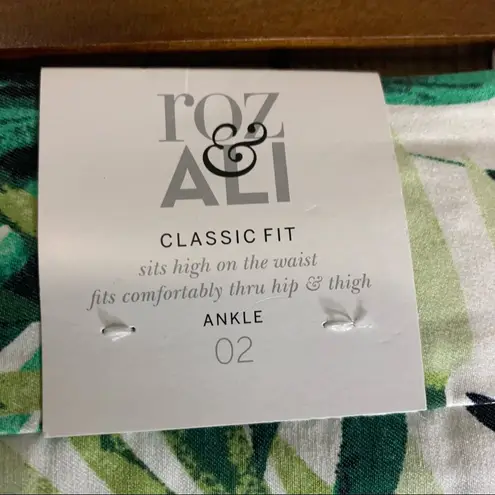 roz
&
ALI
CLASSIC FIT
sits high on the waist
fits comfortably thru hip & thigh
ANKLE
02